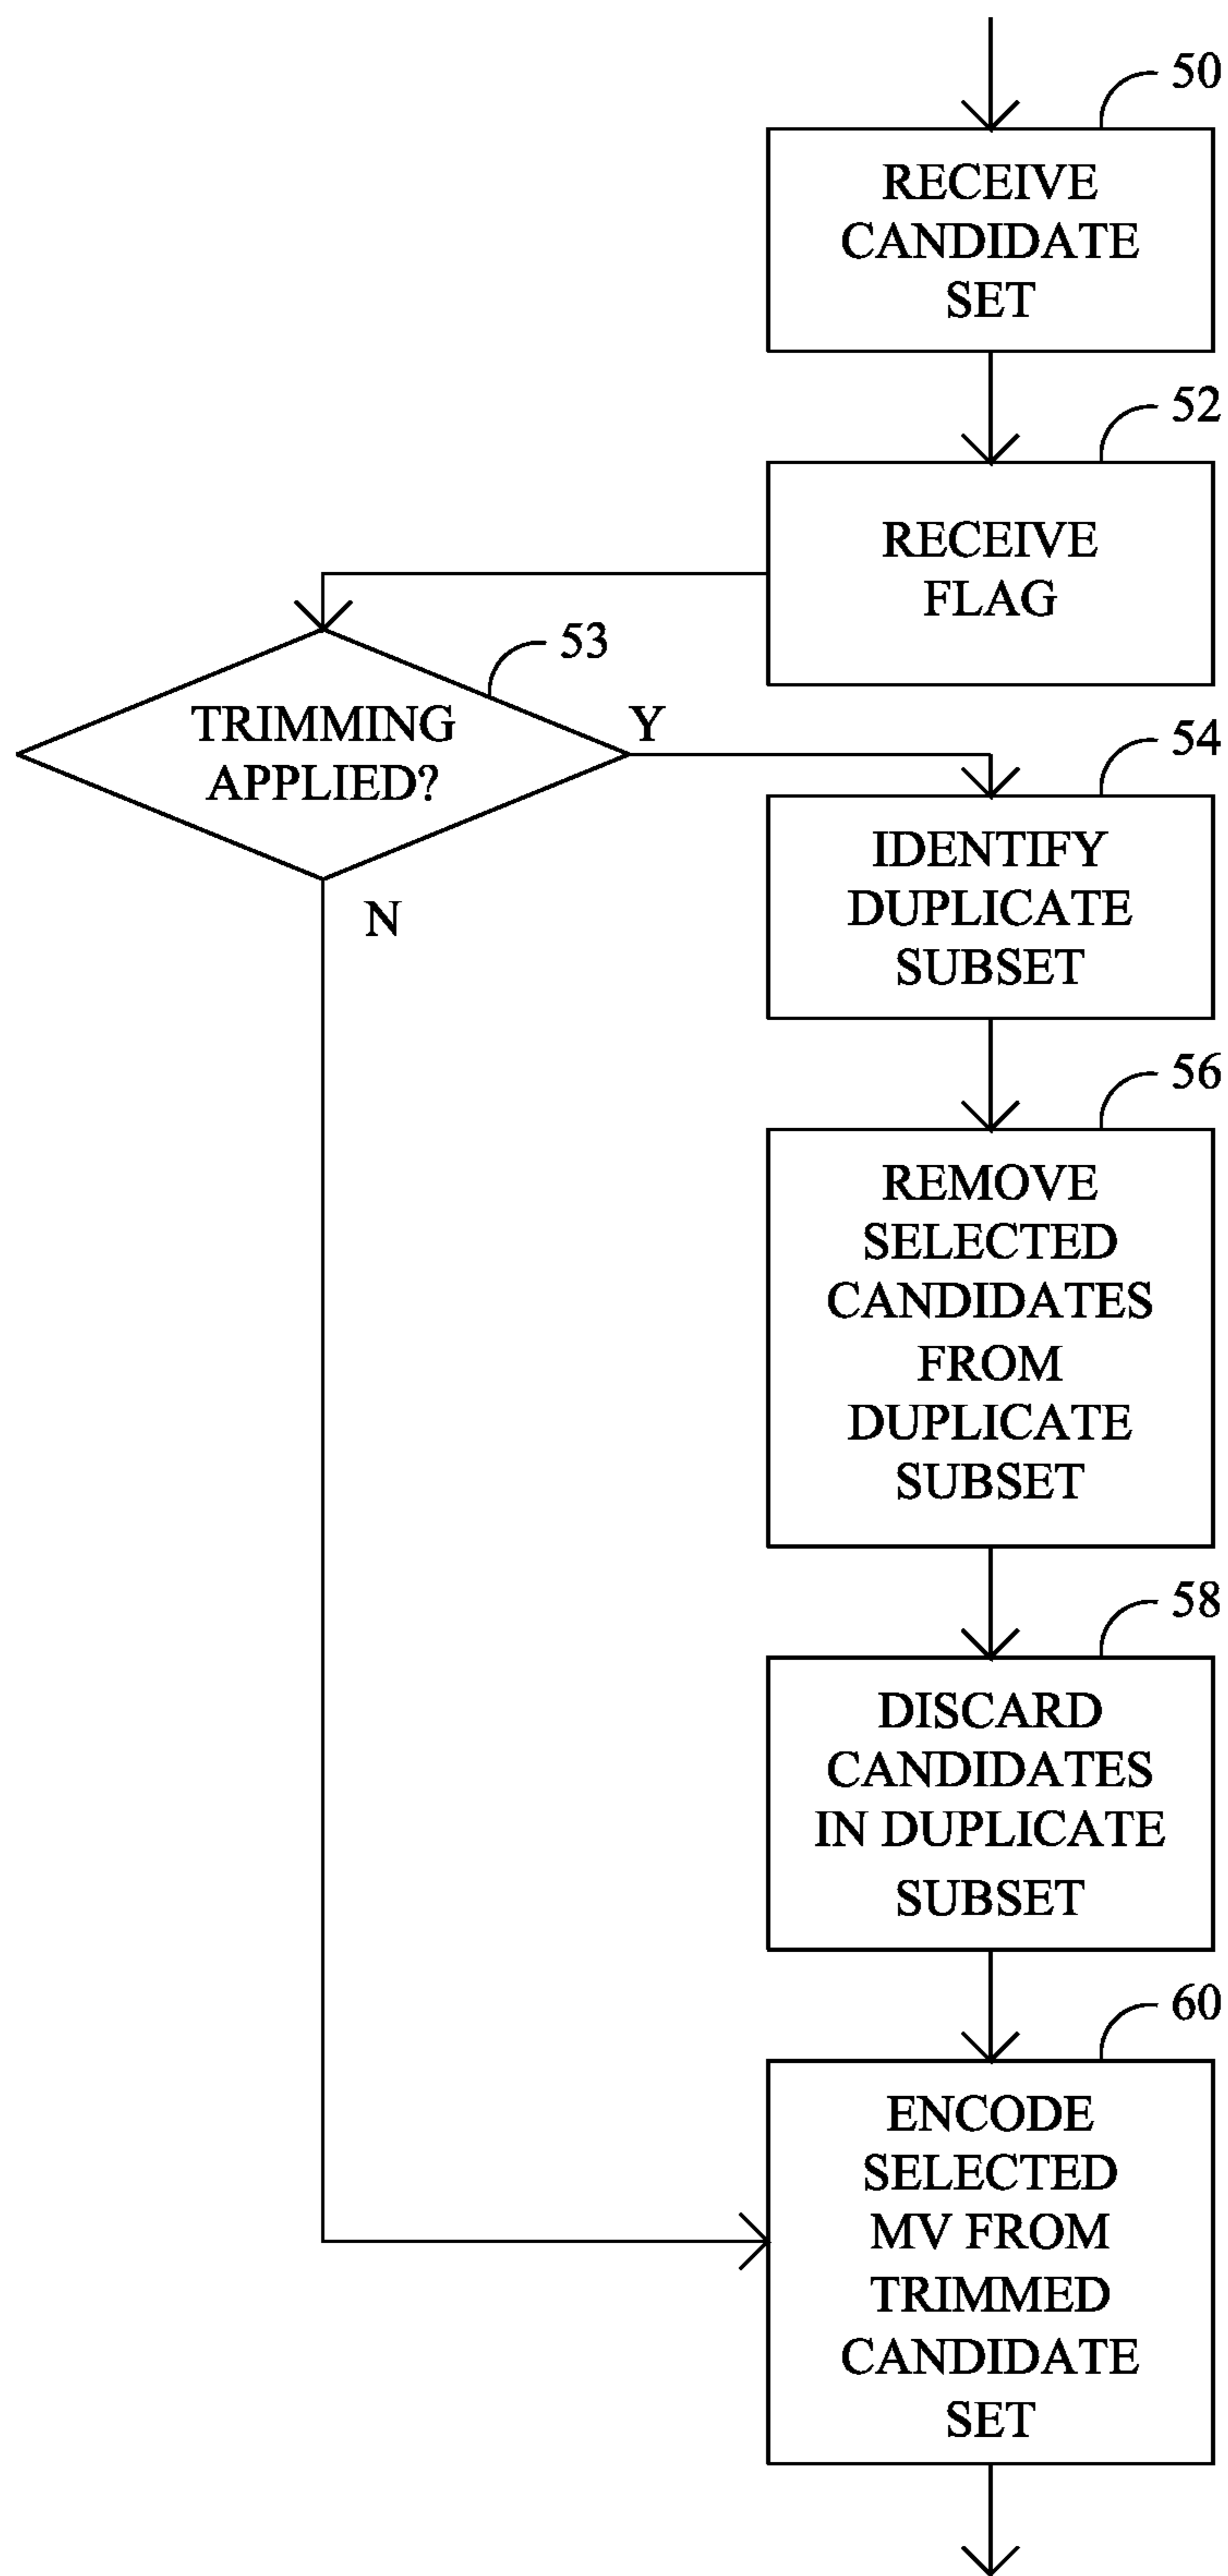 50
RECEIVE
CANDIDATE
SET
52
RECEIVE
FLAG
53
TRIMMING
APPLIED?
Y
N
54
IDENTIFY
DUPLICATE
SUBSET
56
REMOVE
SELECTED
CANDIDATES
FROM
DUPLICATE
SUBSET
58
DISCARD
CANDIDATES
IN DUPLICATE
SUBSET
60
ENCODE
SELECTED
MV FROM
TRIMMED
CANDIDATE
SET